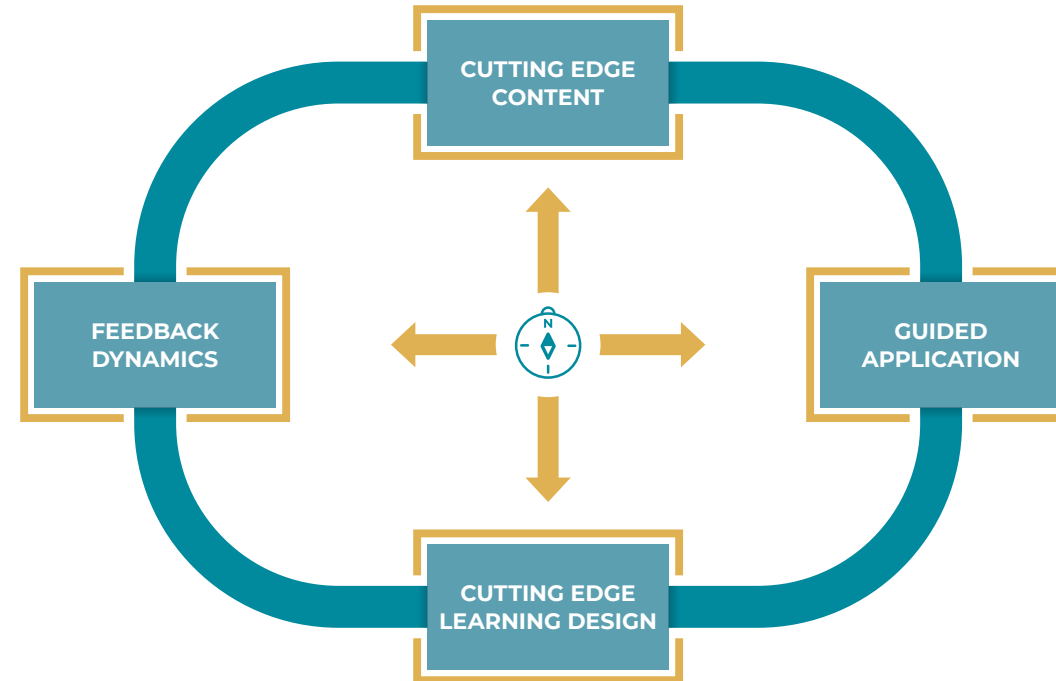 CUTTING EDGE
CONTENT
FEEDBACK
DYNAMICS
N
GUIDED
APPLICATION
CUTTING EDGE
LEARNING DESIGN